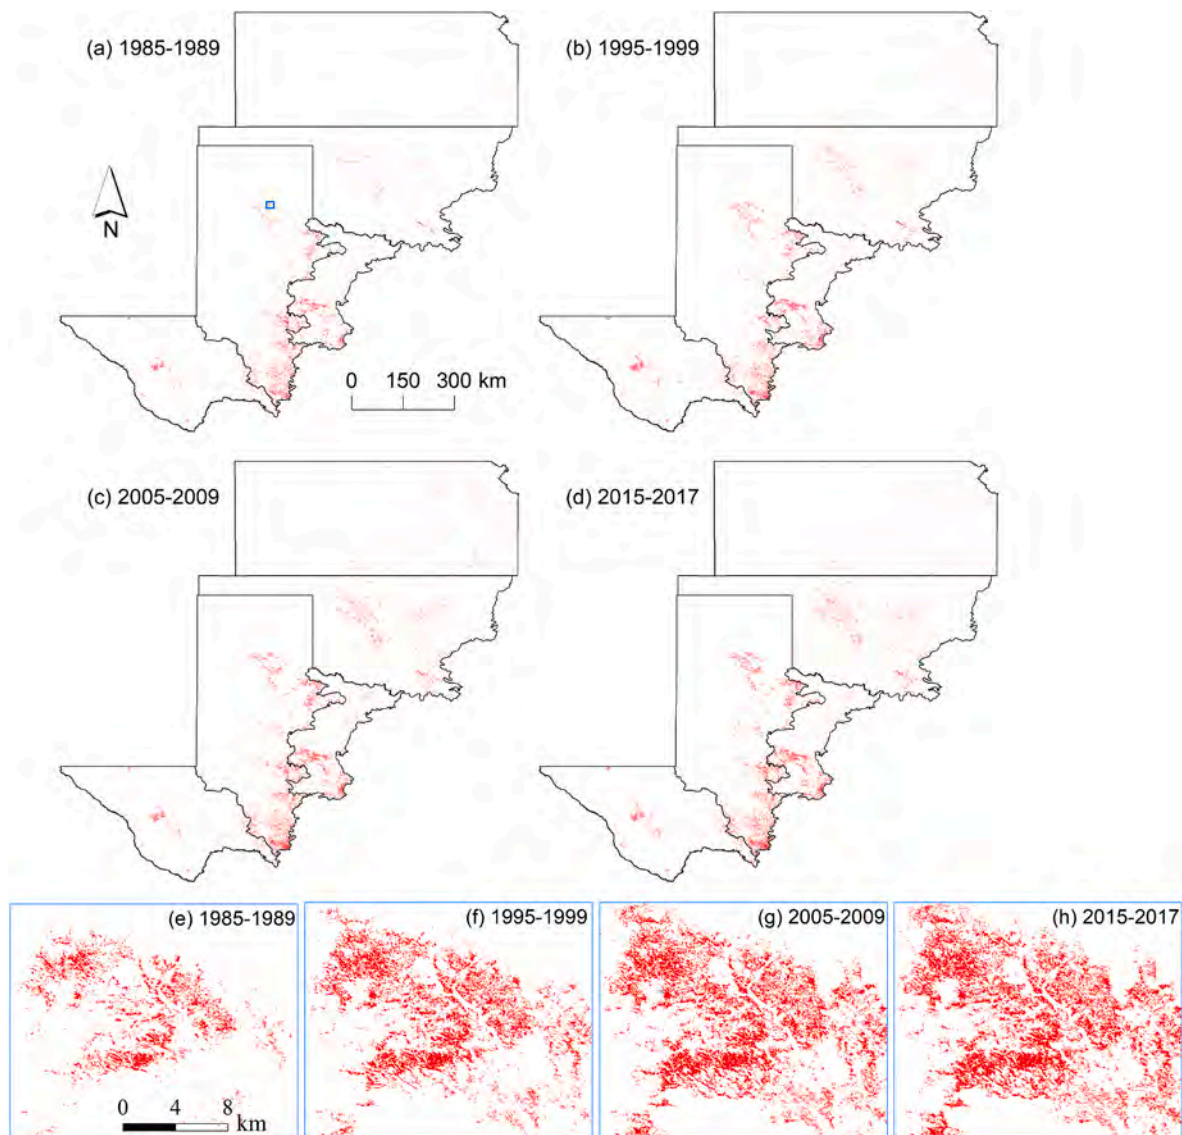 (a) 1985-1989
(b) 1995-1999
N
0 150 300 km
(c) 2005-2009
(d) 2015-2017
(e) 1985-1989
(f) 1995-1999
(g) 2005-2009
(h) 2015-2017
0 4 8
km